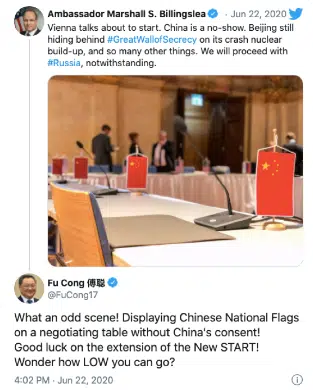 Ambassador Marshall S. Billingslea · Jun 22, 2020
Vienna talks about to start. China is a no-show. Beijing still
hiding behind #GreatWallofSecrecy on its crash nuclear
build-up, and so many other things. We will proceed with
#Russia, notwithstanding.
Fu Cong 傅聪
@FuCong17
What an odd scene! Displaying Chinese National Flags
on a negotiating table without China's consent!
Good luck on the extension of the New START!
Wonder how LOW you can go?
4:02 PM · Jun 22, 2020